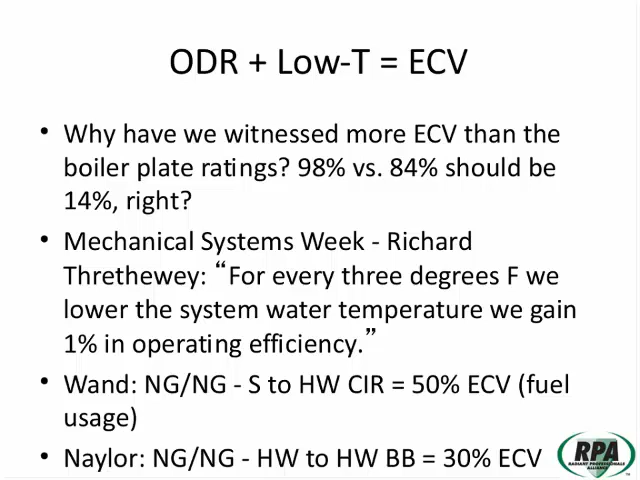 ODR + Low-T = ECV
• Why have we witnessed more ECV than the
boiler plate ratings? 98% vs. 84% should be
14%, right?
• Mechanical Systems Week - Richard
Threthewey: “For every three degrees F we
lower the system water temperature we gain
1% in operating efficiency.”
• Wand: NG/NG - S to HW CIR = 50% ECV (fuel
usage)
• Naylor: NG/NG - HW to HW BB = 30% ECV
RPA
RADIANT PROFESSIONALS
ALLIANCE